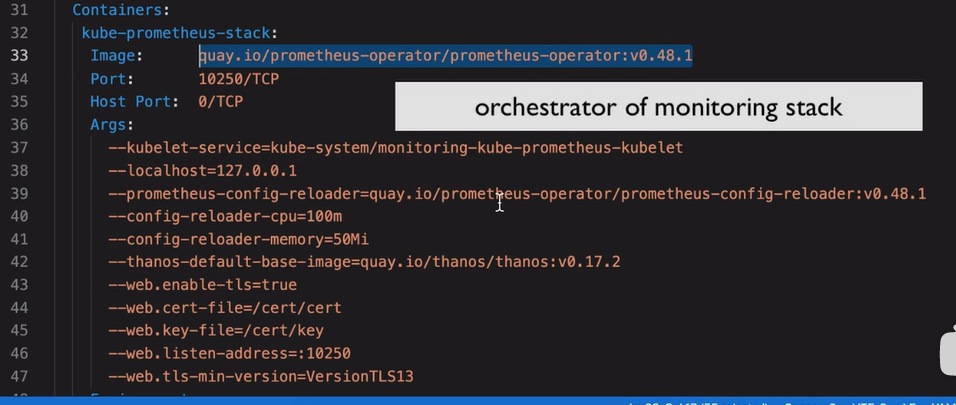 31 Containers:
32 kube-prometheus-stack:
33 Image: quay.io/prometheus-operator/prometheus-operator:v0.48.1
34 Port: 10250/TCP
orchestrator of monitoring stack
35 Host Port: 0/TCP
36 Args:
37 --kubelet-service=kube-system/monitoring-kube-prometheus-kubelet
38 --localhost=127.0.0.1
39 --prometheus-config-reloader=quay.io/prometheus-operator/prometheus-config-reloader:v0.48.1
40 --config-reloader-cpu=100m
41 --config-reloader-memory=50Mi
42 --thanos-default-base-image=quay.io/thanos/thanos:v0.17.2
43 --web.enable-tls=true
44 --web.cert-file=/cert/cert
45 --web.key-file=/cert/key
46 --web.listen-address=:10250
47 --web.tls-min-version=VersionTLS13